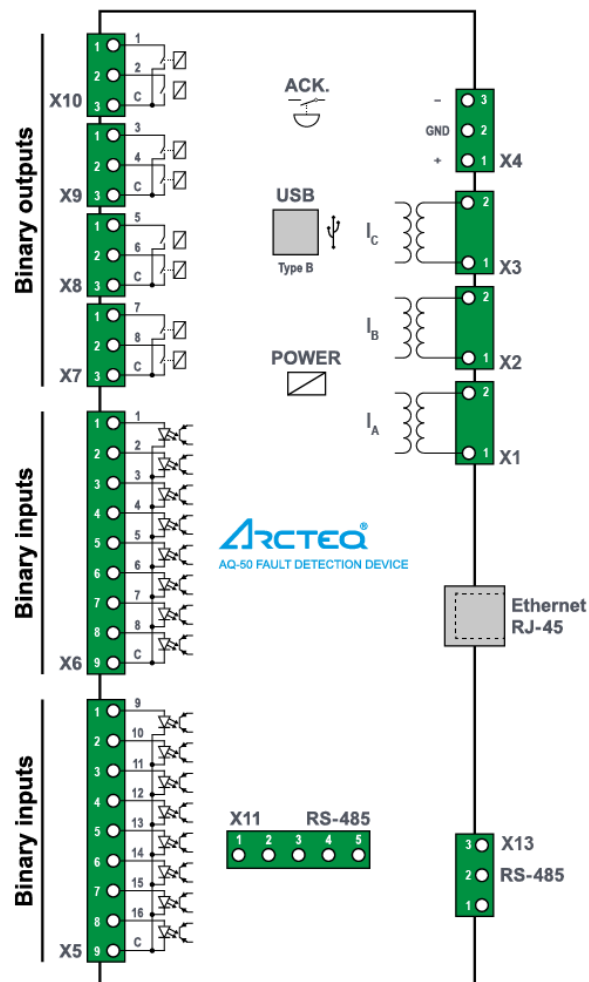 Binary outputs
X10
1 1
2 2
3 C
X9
1 3
2 4
3 C
X8
1 5
2 6
3 C
X7
1 7
2 8
3 C
Binary inputs
X6
1 1
2 2
3 3
4 4
5 5
6 6
7 7
8 8
9 C
Binary inputs
X5
1 9
2 10
3 11
4 12
5 13
6 14
7 15
8 16
9 C
ACK.
USB
Type B
POWER
ARCTEQ®
AQ-50 FAULT DETECTION DEVICE
X11 RS-485
1 2 3 4 5
− 3
GND 2
+ 1 X4
2
IC
1 X3
2
IB
1 X2
2
IA
1 X1
Ethernet
RJ-45
3 X13
2 RS-485
1